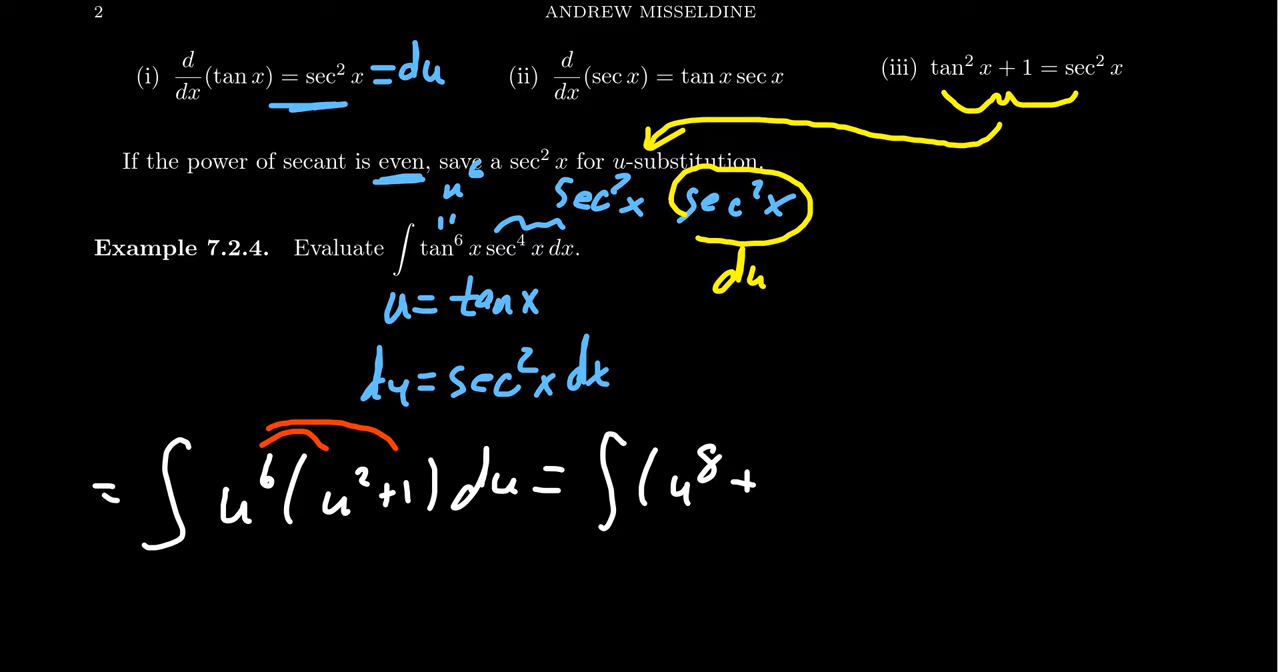 2 ANDREW MISSELDINE
(i) d/dx (tan x) = sec² x = du (ii) d/dx (sec x) = tan x sec x (iii) tan² x + 1 = sec² x
If the power of secant is even, save a sec² x for u-substitution.
u⁶ sec²x sec²x
"
Example 7.2.4. Evaluate ∫ tan⁶ x sec⁴ x dx.
du
u = tan x
du = sec²x dx
= ∫ u⁶(u²+1) du = ∫ (u⁸ +